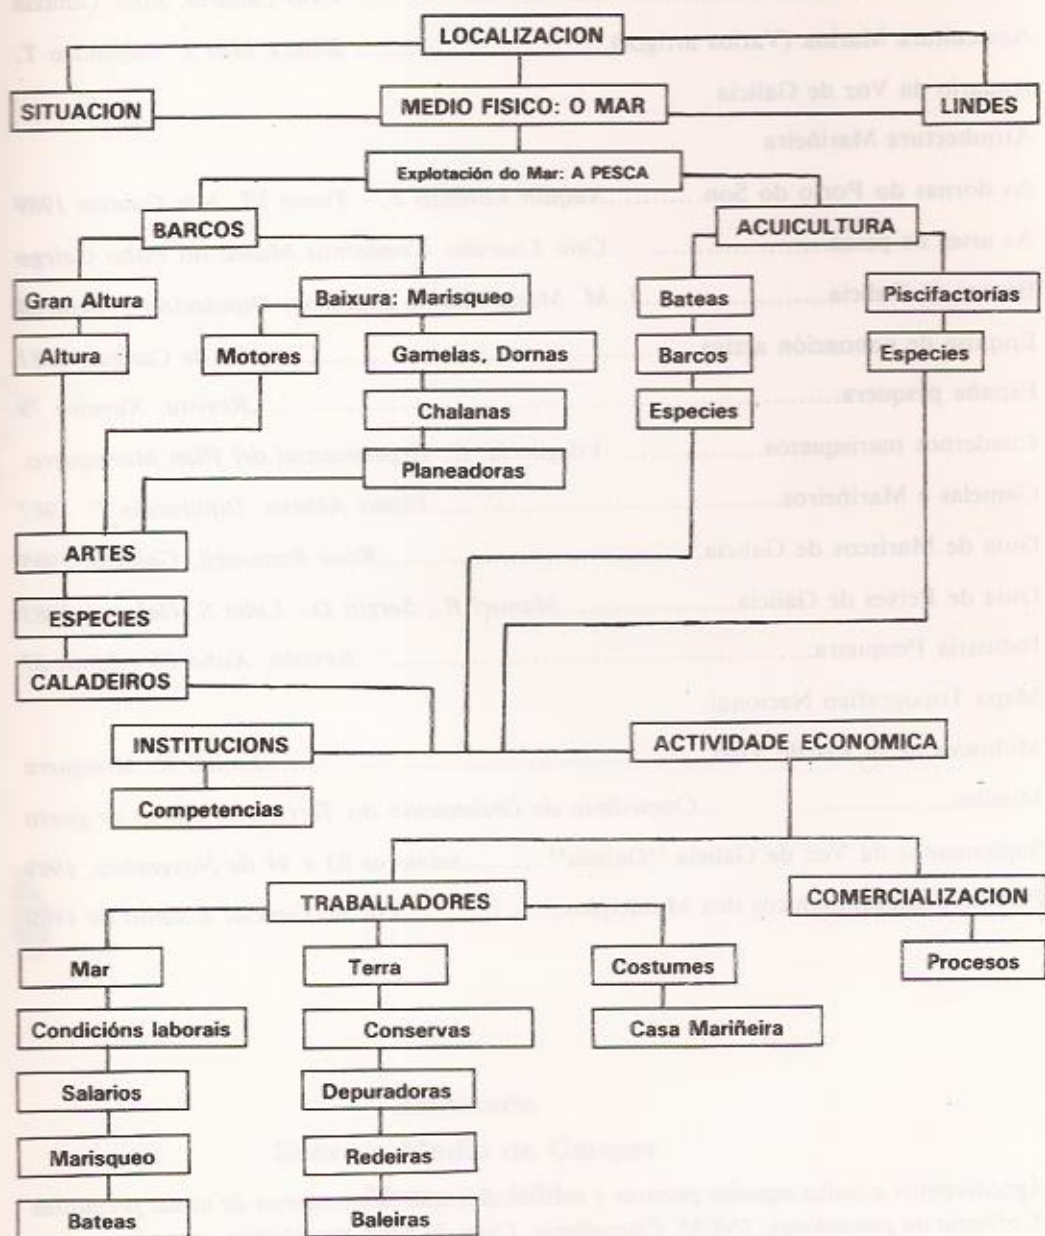 LOCALIZACION
SITUACION
MEDIO FISICO: O MAR
LINDES
Explotación do Mar: A PESCA
BARCOS
ACUICULTURA
Gran Altura
Baixura: Marisqueo
Bateas
Piscifactorías
Altura
Motores
Gamelas, Dornas
Barcos
Especies
Chalanas
Especies
Planeadoras
ARTES
ESPECIES
CALADEIROS
INSTITUCIONS
ACTIVIDADE ECONOMICA
Competencias
TRABALLADORES
COMERCIALIZACION
Mar
Terra
Costumes
Procesos
Condicións laborais
Conservas
Casa Mariñeira
Salarios
Depuradoras
Marisqueo
Redeiras
Bateas
Baleiras